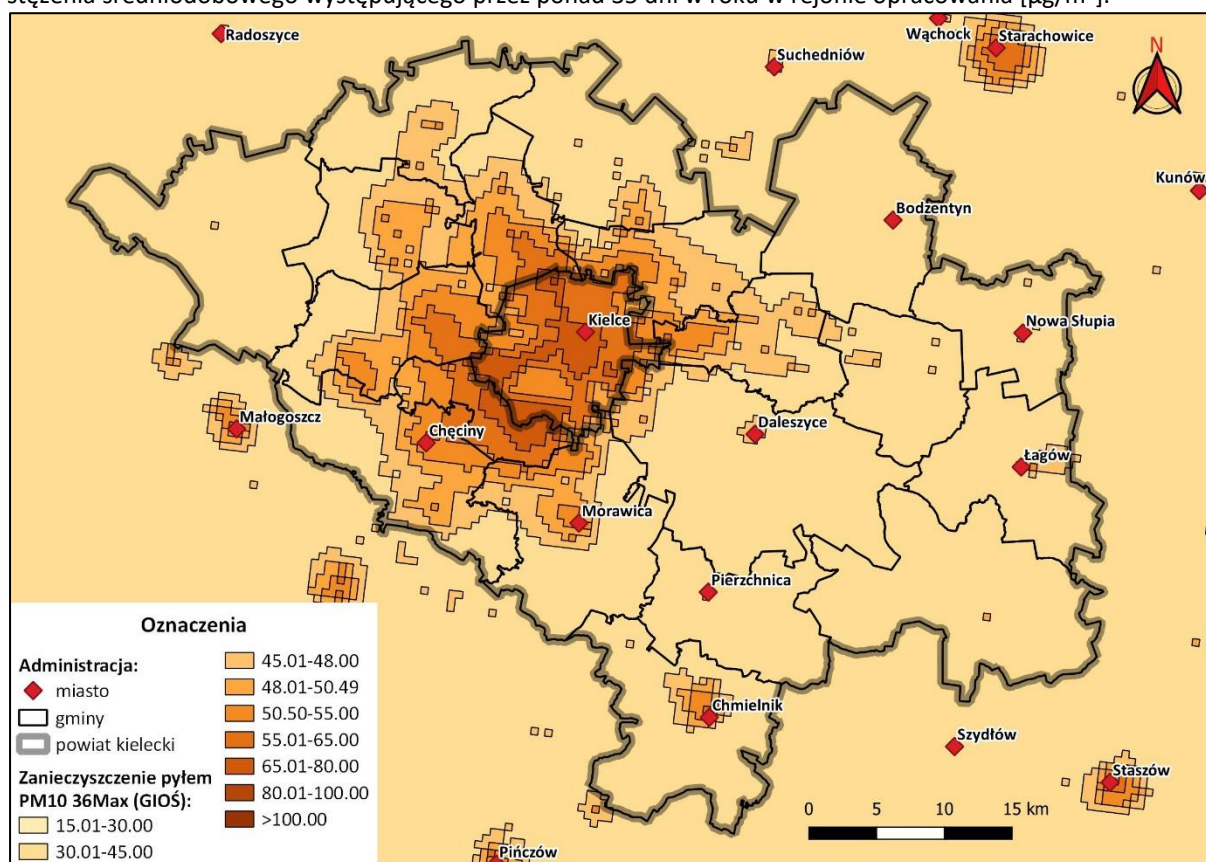 stężenia średniodobowego występującego przez ponad 35 dni w roku w rejonie opracowania [µg/m³].
Radoszyce
Wąchock
Starachowice
Suchedniów
N
Kunów
Bodzentyn
Kielce
Nowa Słupia
Małogoszcz
Chęciny
Daleszyce
Łagów
Morawica
Pierzchnica
Chmielnik
Szydłów
Staszów
Pińczów
Oznaczenia
Administracja:
miasto
gminy
powiat kielecki
Zanieczyszczenie pyłem
PM10 36Max (GIOŚ):
15.01-30.00
30.01-45.00
45.01-48.00
48.01-50.49
50.50-55.00
55.01-65.00
65.01-80.00
80.01-100.00
>100.00
0 5 10 15 km